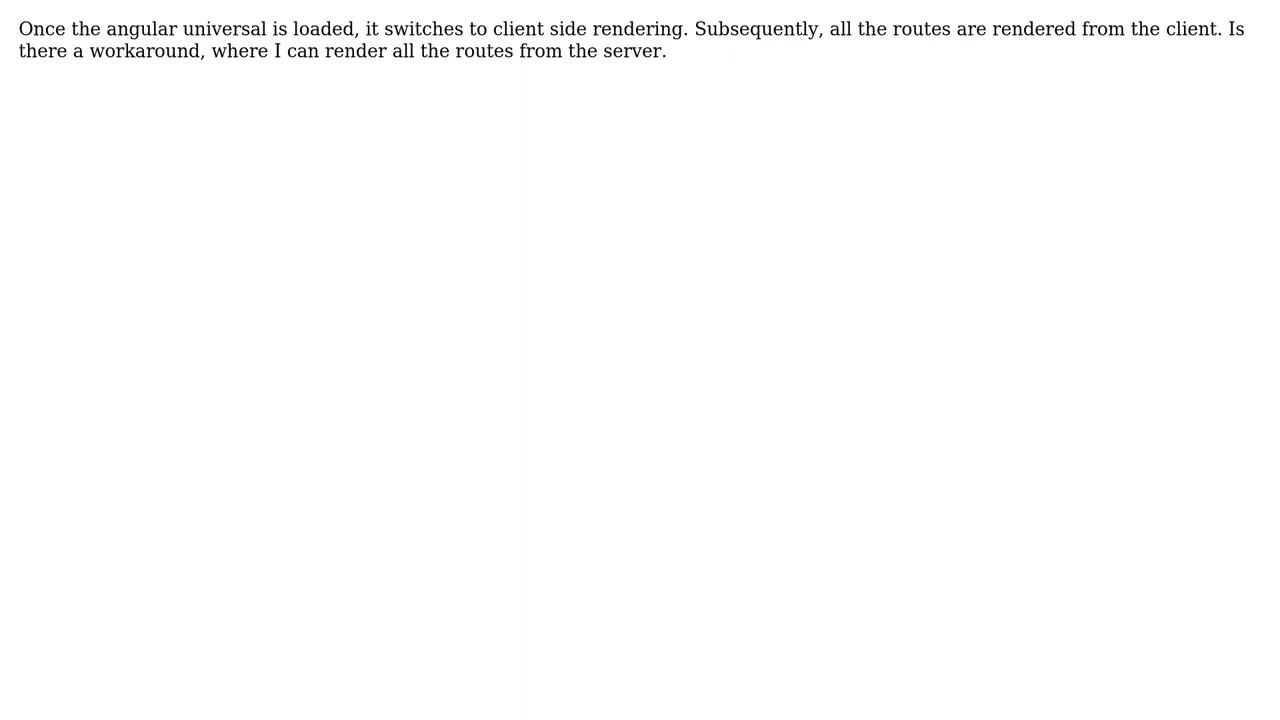 Once the angular universal is loaded, it switches to client side rendering. Subsequently, all the routes are rendered from the client. Is
there a workaround, where I can render all the routes from the server.